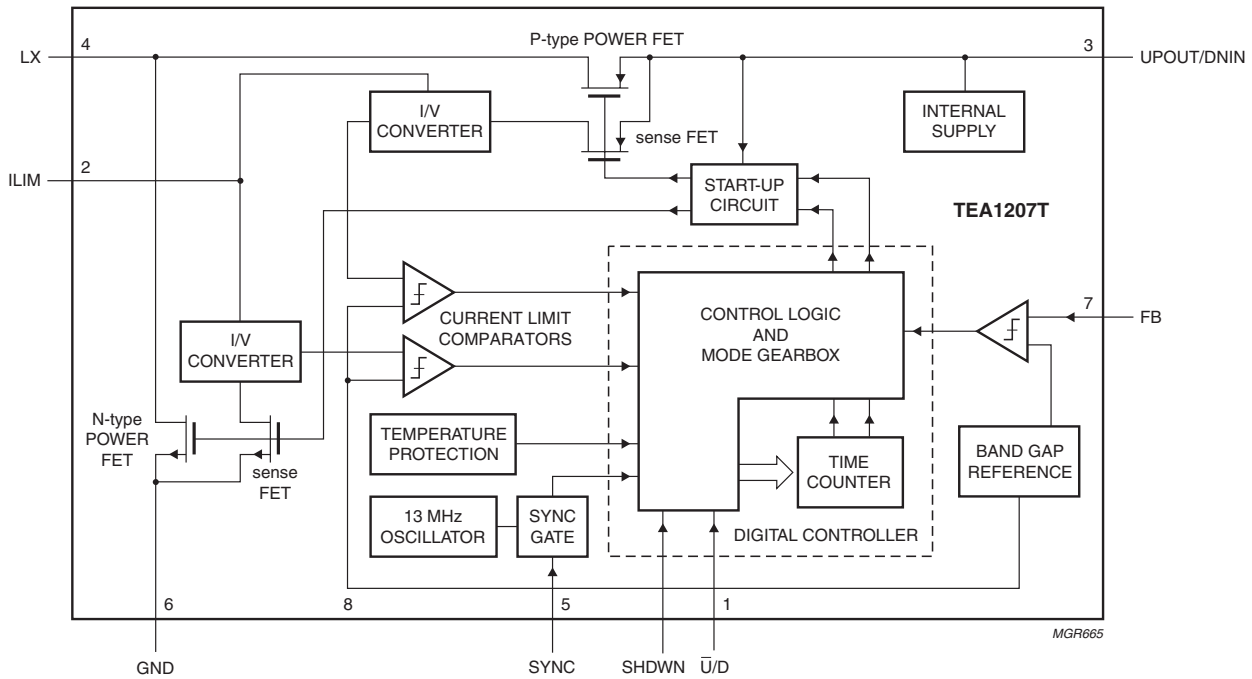 P-type POWER FET
LX
4
3
UPOUT/DNIN
I/V
CONVERTER
INTERNAL
SUPPLY
sense FET
ILIM
2
START-UP
CIRCUIT
TEA1207T
CURRENT LIMIT
COMPARATORS
CONTROL LOGIC
AND
MODE GEARBOX
7
FB
I/V
CONVERTER
N-type
POWER
FET
sense
FET
TEMPERATURE
PROTECTION
TIME
COUNTER
BAND GAP
REFERENCE
13 MHz
OSCILLATOR
SYNC
GATE
DIGITAL CONTROLLER
6
8
5
1
MGR665
GND
SYNC
SHDWN
U̅/D